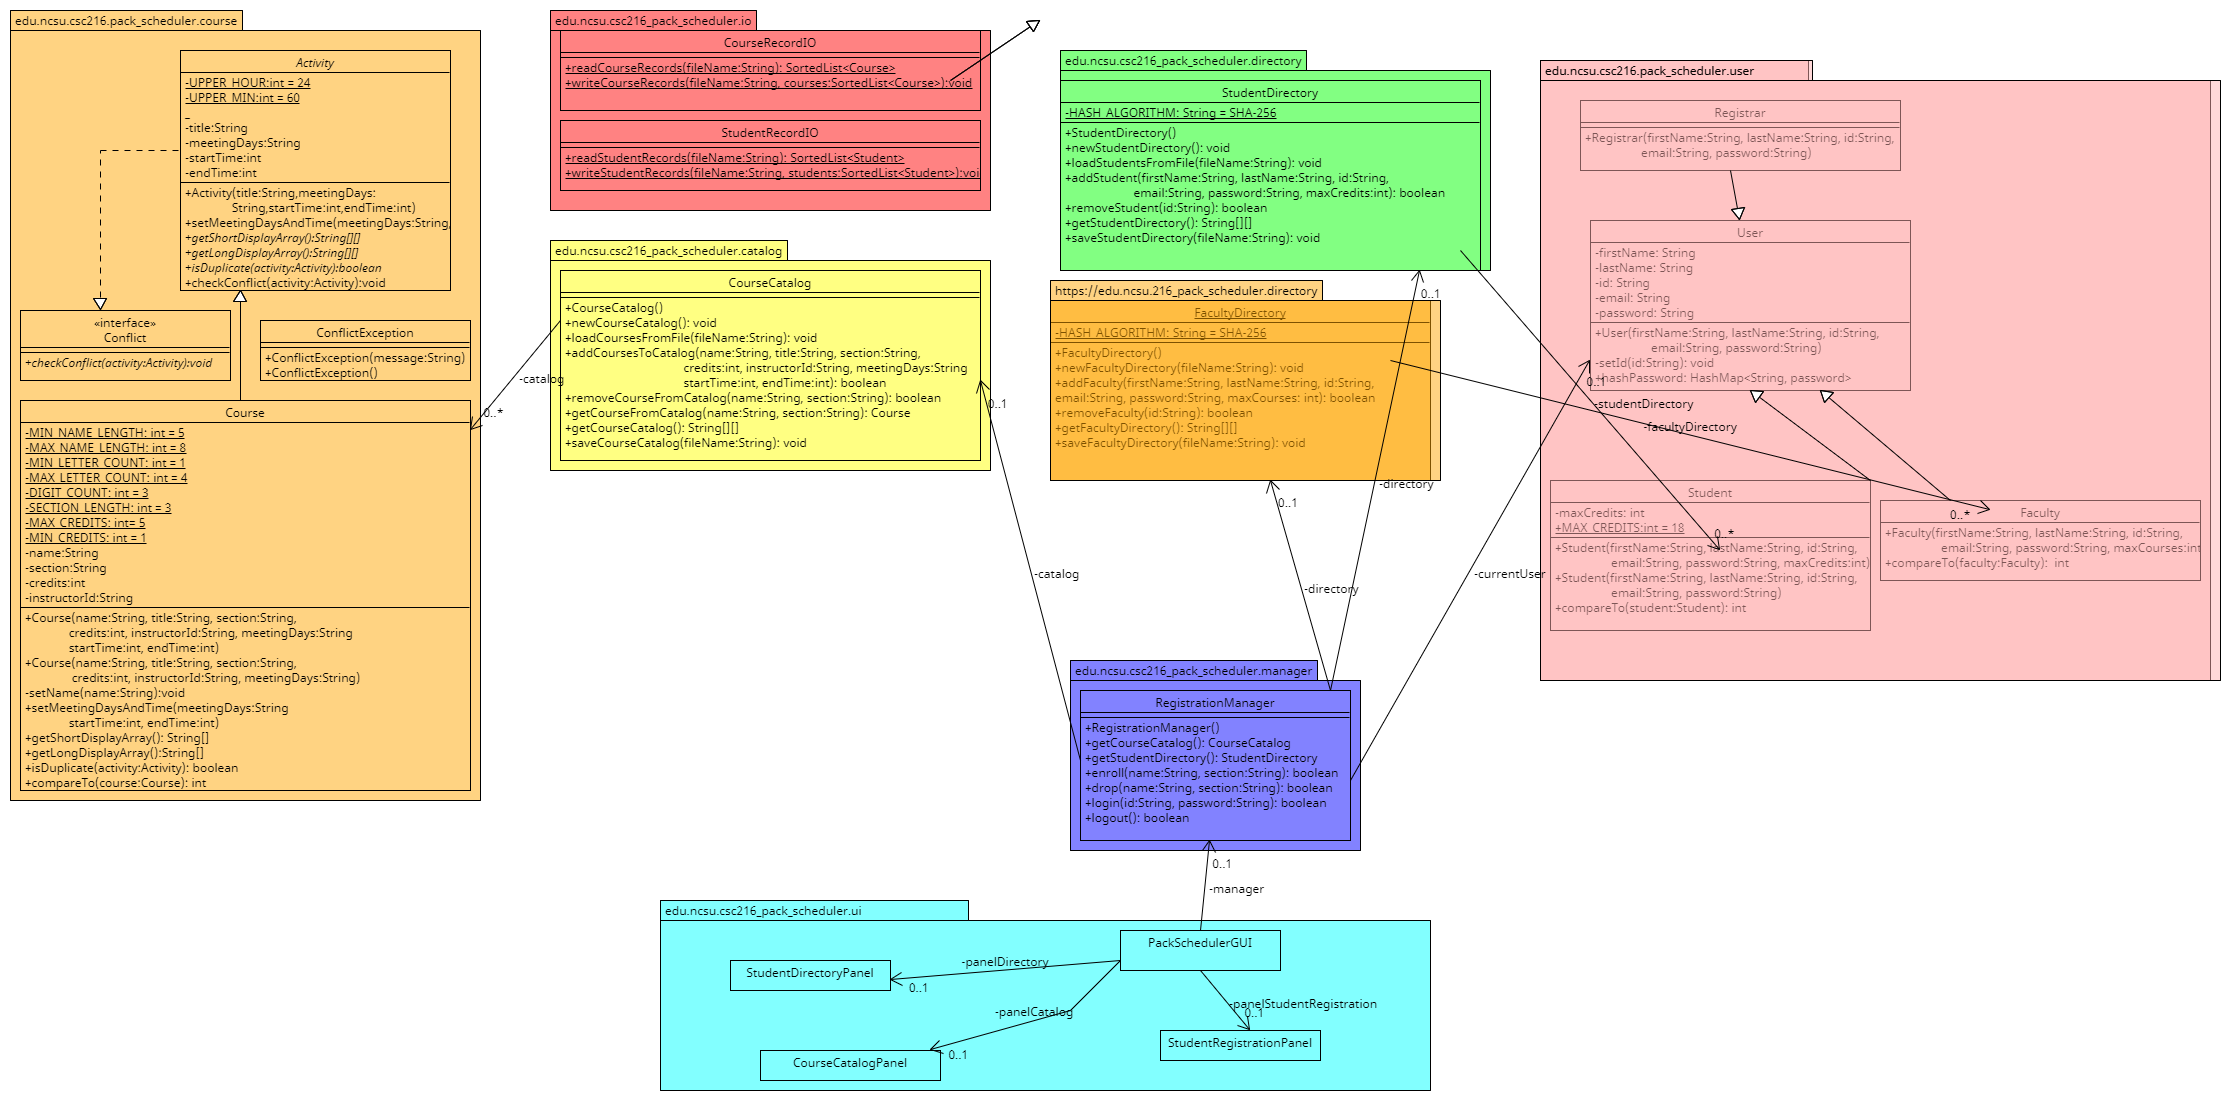 edu.ncsu.csc216.pack_scheduler.course
Activity
-UPPER_HOUR:int = 24
-UPPER_MIN:int = 60
_
-title:String
-meetingDays:String
-startTime:int
-endTime:int
+Activity(title:String,meetingDays:
String,startTime:int,endTime:int)
+setMeetingDaysAndTime(meetingDays:String,
+getShortDisplayArray():String[][]
+getLongDisplayArray():String[][]
+isDuplicate(activity:Activity):boolean
+checkConflict(activity:Activity):void
«interface»
Conflict
+checkConflict(activity:Activity):void
ConflictException
+ConflictException(message:String)
+ConflictException()
Course
-MIN_NAME_LENGTH: int = 5
-MAX_NAME_LENGTH: int = 8
-MIN_LETTER_COUNT: int = 1
-MAX_LETTER_COUNT: int = 4
-DIGIT_COUNT: int = 3
-SECTION_LENGTH: int = 3
-MAX_CREDITS: int= 5
-MIN_CREDITS: int = 1
-name:String
-section:String
-credits:int
-instructorId:String
+Course(name:String, title:String, section:String,
credits:int, instructorId:String, meetingDays:String
startTime:int, endTime:int)
+Course(name:String, title:String, section:String,
credits:int, instructorId:String, meetingDays:String)
-setName(name:String):void
+setMeetingDaysAndTime(meetingDays:String
startTime:int, endTime:int)
+getShortDisplayArray(): String[]
+getLongDisplayArray():String[]
+isDuplicate(activity:Activity): boolean
+compareTo(course:Course): int
edu.ncsu.csc216_pack_scheduler.io
CourseRecordIO
+readCourseRecords(fileName:String): SortedList<Course>
+writeCourseRecords(fileName:String, courses:SortedList<Course>):void
StudentRecordIO
+readStudentRecords(fileName:String): SortedList<Student>
+writeStudentRecords(fileName:String, students:SortedList<Student>):voi
edu.ncsu.csc216_pack_scheduler.catalog
CourseCatalog
+CourseCatalog()
+newCourseCatalog(): void
+loadCoursesFromFile(fileName:String): void
+addCoursesToCatalog(name:String, title:String, section:String,
credits:int, instructorId:String, meetingDays:String
startTime:int, endTime:int): boolean
+removeCourseFromCatalog(name:String, section:String): boolean
+getCourseFromCatalog(name:String, section:String): Course
+getCourseCatalog(): String[][]
+saveCourseCatalog(fileName:String): void
-catalog
0..*
0..1
-catalog
edu.ncsu.csc216_pack_scheduler.directory
StudentDirectory
-HASH_ALGORITHM: String = SHA-256
+StudentDirectory()
+newStudentDirectory(): void
+loadStudentsFromFile(fileName:String): void
+addStudent(firstName:String, lastName:String, id:String,
email:String, password:String, maxCredits:int): boolean
+removeStudent(id:String): boolean
+getStudentDirectory(): String[][]
+saveStudentDirectory(fileName:String): void
0..1
https://edu.ncsu.216_pack_scheduler.directory
FacultyDirectory
-HASH_ALGORITHM: String = SHA-256
+FacultyDirectory()
+newFacultyDirectory(fileName:String): void
+addFaculty(firstName:String, lastName:String, id:String,
email:String, password:String, maxCourses: int): boolean
+removeFaculty(id:String): boolean
+getFacultyDirectory(): String[][]
+saveFacultyDirectory(fileName:String): void
-directory
0..1
-directory
-currentUser
0..1
-studentDirectory
-facultyDirectory
edu.ncsu.csc216.pack_scheduler.user
Registrar
+Registrar(firstName:String, lastName:String, id:String,
email:String, password:String)
User
-firstName: String
-lastName: String
-id: String
-email: String
-password: String
+User(firstName:String, lastName:String, id:String,
email:String, password:String)
-setId(id:String): void
+hashPassword: HashMap<String, password>
Student
-maxCredits: int
+MAX_CREDITS:int = 18
0..*
+Student(firstName:String, lastName:String, id:String,
email:String, password:String, maxCredits:int)
+Student(firstName:String, lastName:String, id:String,
email:String, password:String)
+compareTo(student:Student): int
0..*
Faculty
+Faculty(firstName:String, lastName:String, id:String,
email:String, password:String, maxCourses:int
+compareTo(faculty:Faculty): int
edu.ncsu.csc216_pack_scheduler.manager
RegistrationManager
+RegistrationManager()
+getCourseCatalog(): CourseCatalog
+getStudentDirectory(): StudentDirectory
+enroll(name:String, section:String): boolean
+drop(name:String, section:String): boolean
+login(id:String, password:String): boolean
+logout(): boolean
0..1
-manager
edu.ncsu.csc216_pack_scheduler.ui
PackSchedulerGUI
StudentDirectoryPanel
-panelDirectory
0..1
-panelCatalog
0..1
CourseCatalogPanel
-panelStudentRegistration
0..1
StudentRegistrationPanel